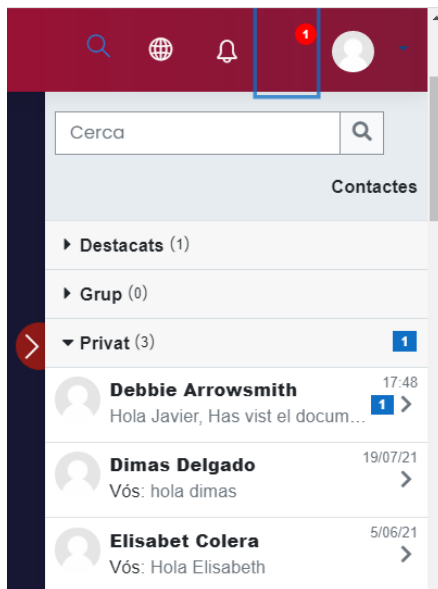 1
Cerca
Contactes
Destacats (1)
Grup (0)
Privat (3) 1
Debbie Arrowsmith 17:48
Hola Javier, Has vist el docum... 1
Dimas Delgado 19/07/21
Vós: hola dimas
Elisabet Colera 5/06/21
Vós: Hola Elisabeth